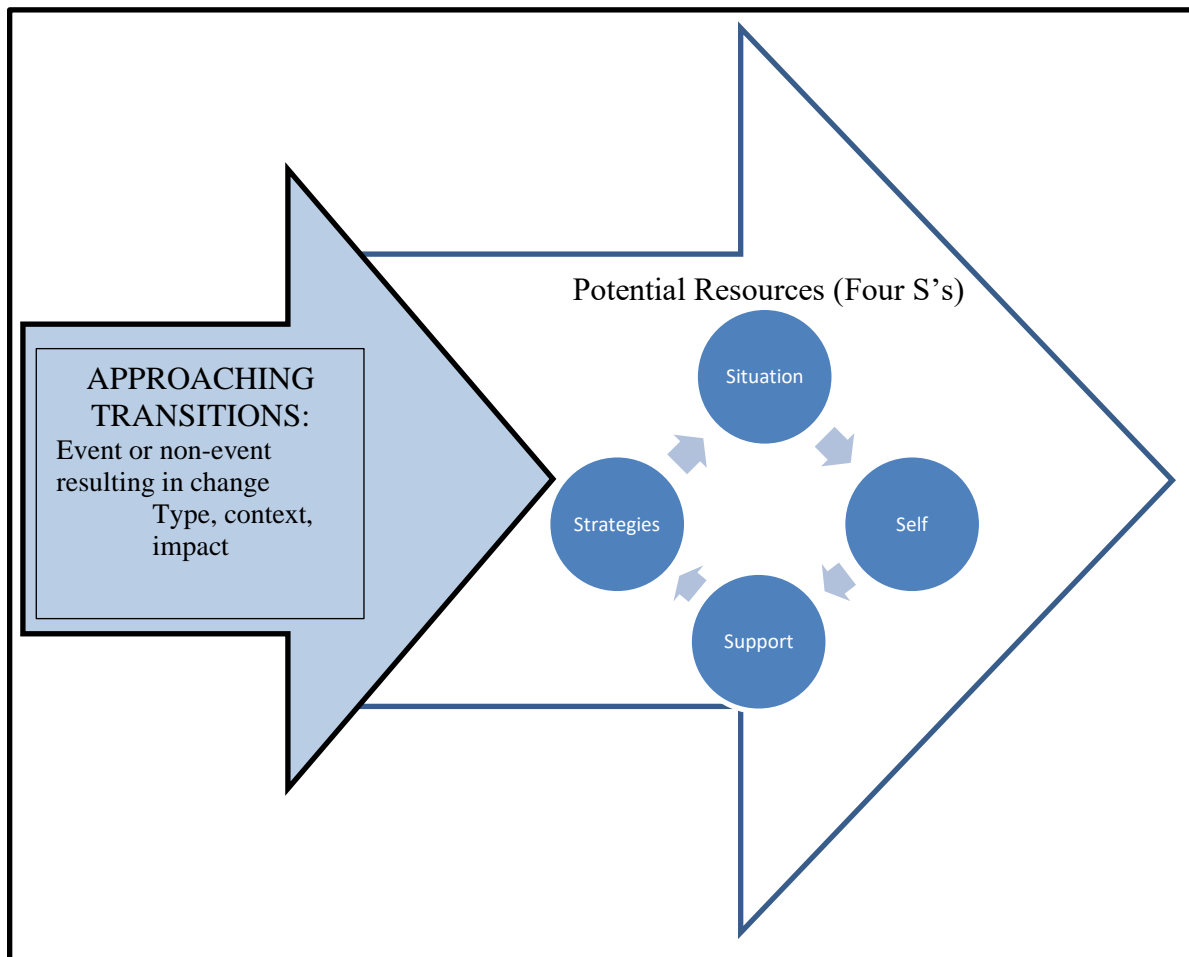 Potential Resources (Four S’s)
Situation
APPROACHING
TRANSITIONS:
Event or non-event
resulting in change
Type, context,
impact
Strategies
Self
Support